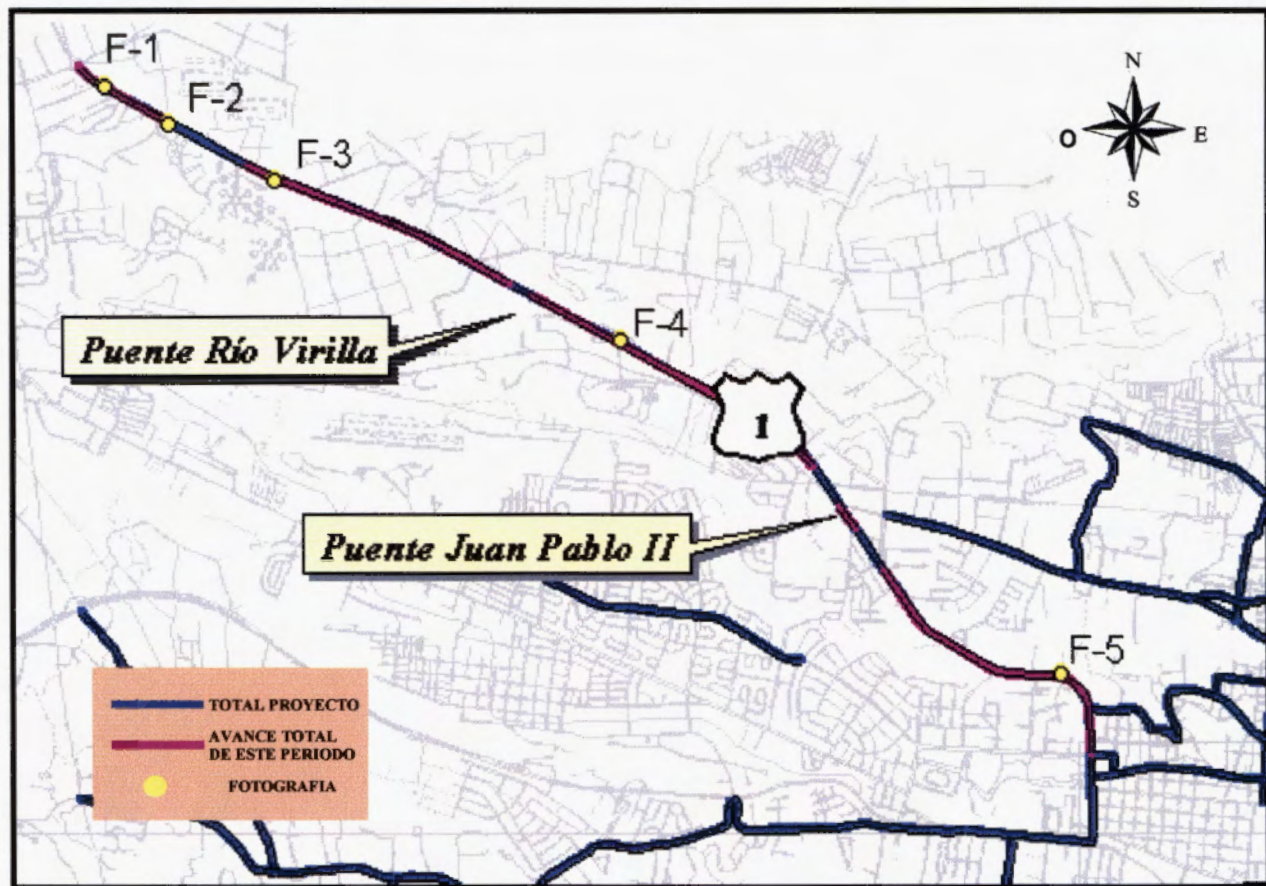 F-1
N
F-2
O
E
F-3
S
F-4
Puente Río Virilla
1
Puente Juan Pablo II
F-5
TOTAL PROYECTO
AVANCE TOTAL
DE ESTE PERIODO
FOTOGRAFIA